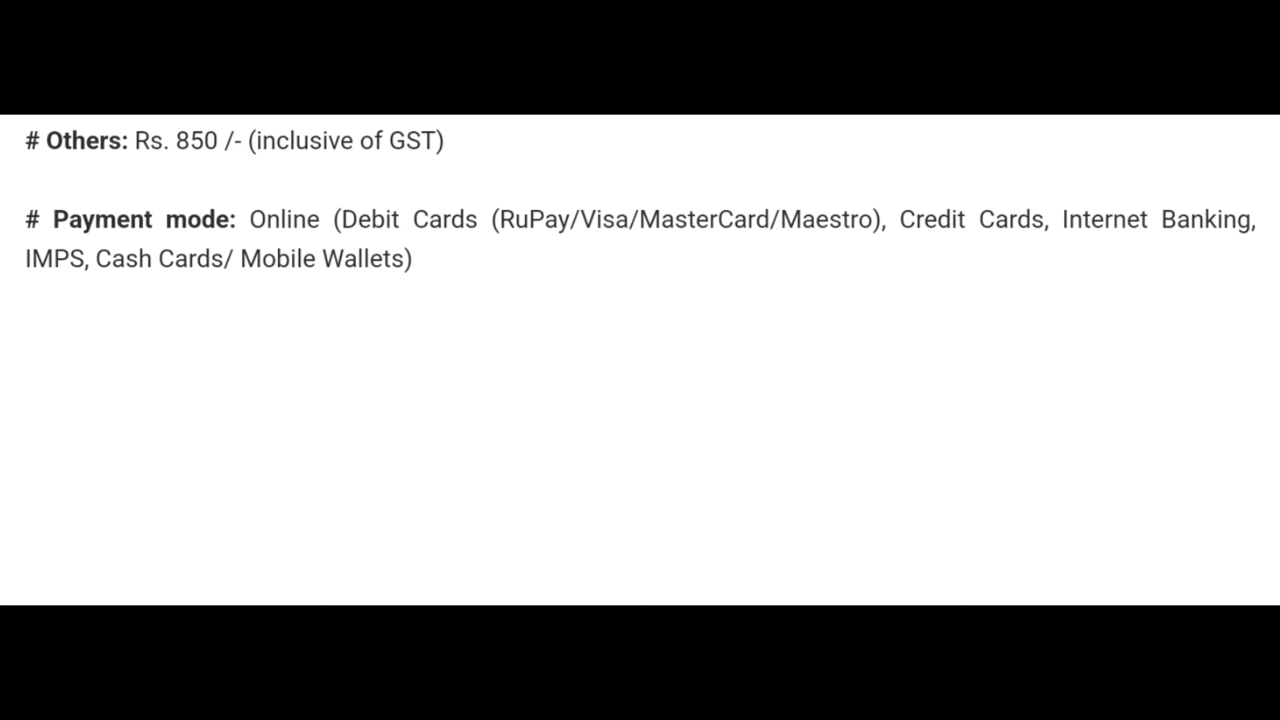 # Others: Rs. 850 /- (inclusive of GST)
# Payment mode: Online (Debit Cards (RuPay/Visa/MasterCard/Maestro), Credit Cards, Internet Banking,
IMPS, Cash Cards/ Mobile Wallets)